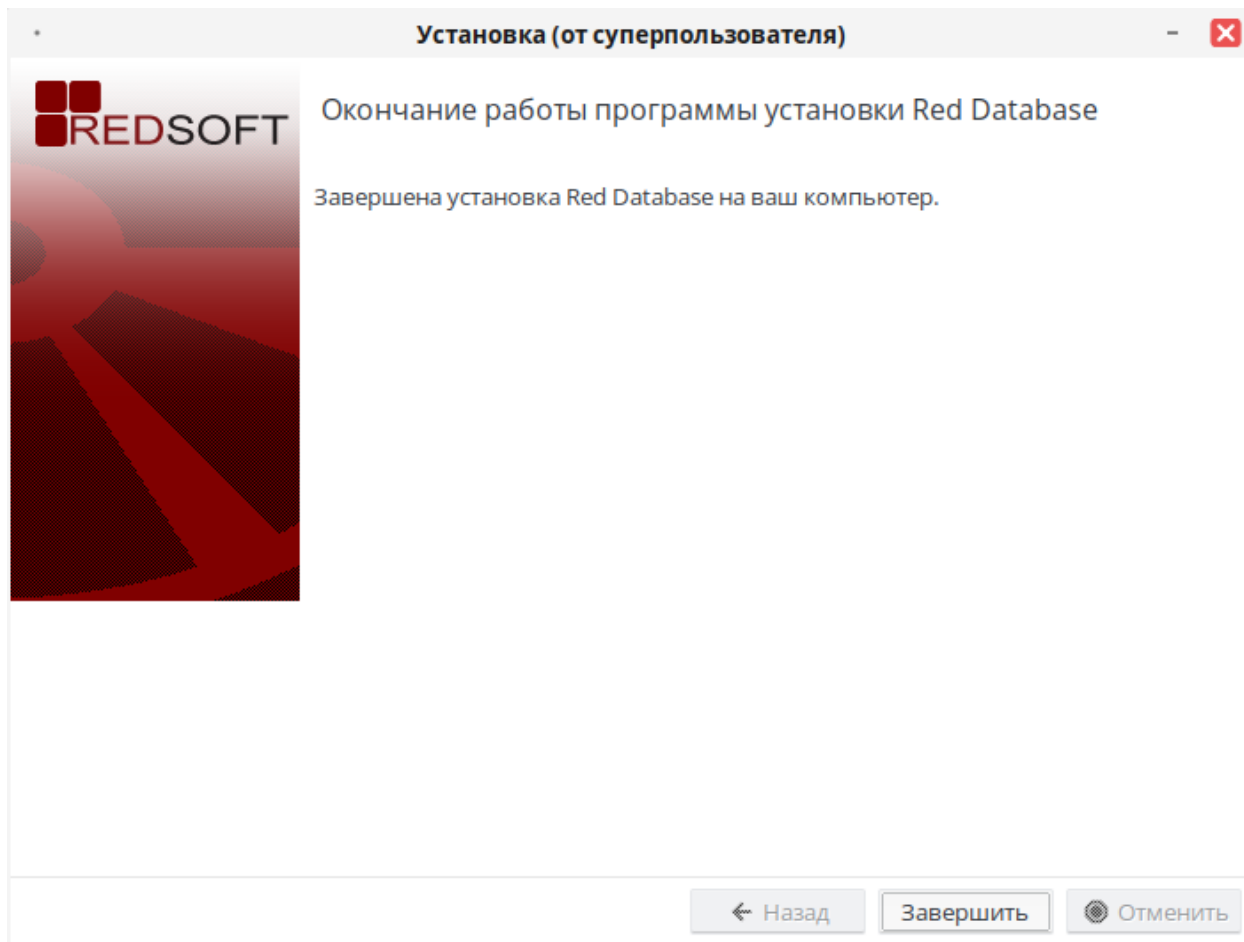 Установка (от суперпользователя)
REDSOFT
Окончание работы программы установки Red Database
Завершена установка Red Database на ваш компьютер.
Назад
Завершить
Отменить